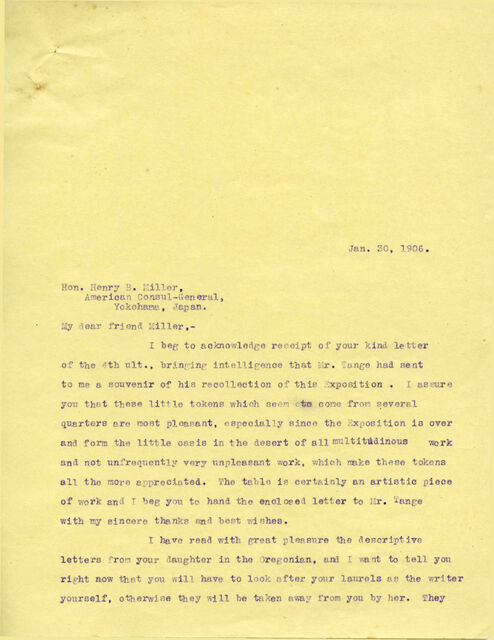 Jan. 30, 1906.
Hon. Henry B. Miller,
American Consul-General,
Yokohama, Japan.
My dear friend Miller,-
I beg to acknowledge receipt of your kind letter
of the 4th ult., bringing intelligence that Mr. Tange had sent
to me a souvenir of his recollection of this Exposition . I assure
you that these little tokens which seem to come from several
quarters are most pleasant, especially since the Exposition is over
and form the little oasis in the desert of all multitudinous work
and not unfrequently very unpleasant work, which make these tokens
all the more appreciated. The table is certainly an artistic piece
of work and I beg you to hand the enclosed letter to Mr. Tange
with my sincere thanks and best wishes.
I have read with great pleasure the descriptive
letters from your daughter in the Oregonian, and I want to tell you
right now that you will have to look after your laurels as the writer
yourself, otherwise they will be taken away from you by her. They